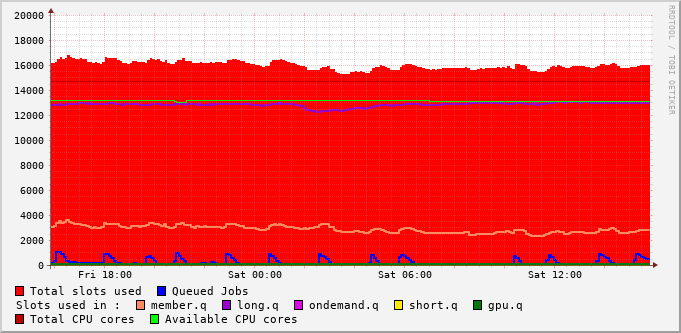 20000
18000
16000
14000
12000
10000
8000
6000
4000
2000
0
Fri 18:00 Sat 00:00 Sat 06:00 Sat 12:00
RRDTOOL / TOBI OETIKER
Total slots used Queued Jobs
Slots used in : member.q long.q ondemand.q short.q gpu.q
Total CPU cores Available CPU cores